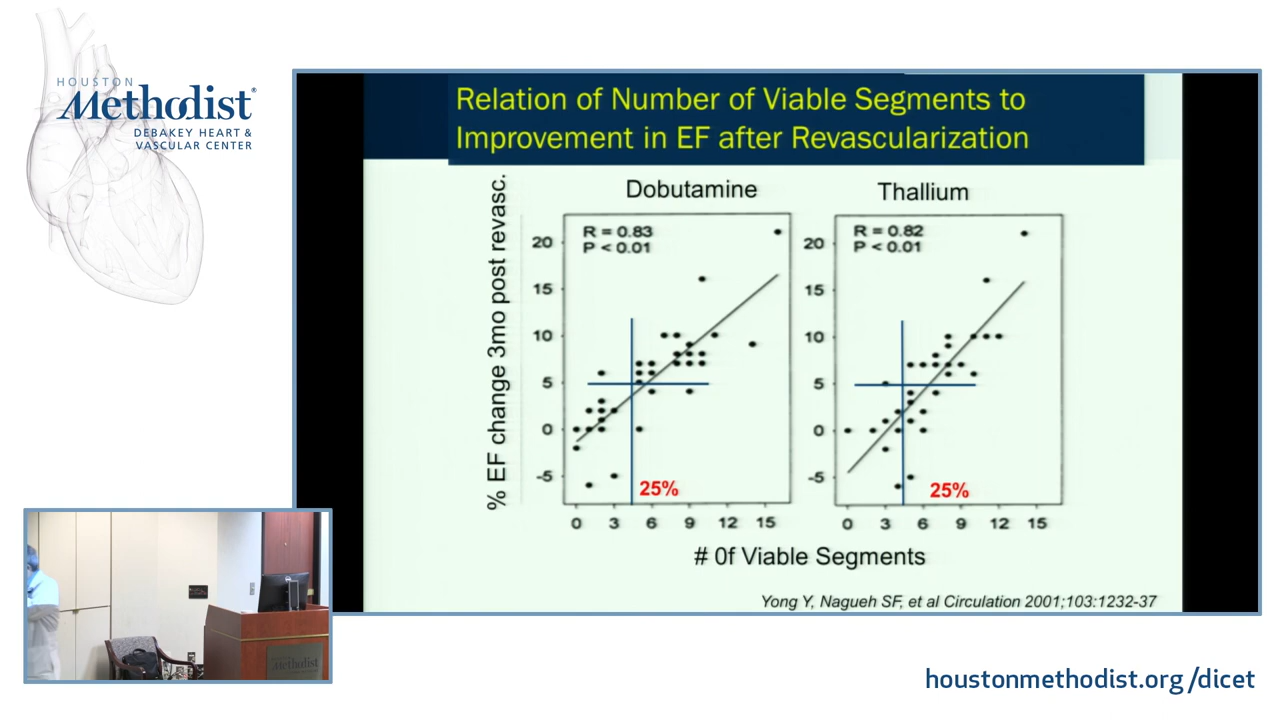 HOUSTON
Methodist®
DEBAKEY HEART &
VASCULAR CENTER
Relation of Number of Viable Segments to
Improvement in EF after Revascularization
% EF change 3mo post revasc.
Dobutamine
R = 0.83
P < 0.01
20
15
10
5
0
-5
25%
0 3 6 9 12 15
Thallium
R = 0.82
P < 0.01
20
15
10
5
0
-5
25%
0 3 6 9 12 15
# 0f Viable Segments
Yong Y, Nagueh SF, et al Circulation 2001;103:1232-37
Methodist
houstonmethodist.org/dicet